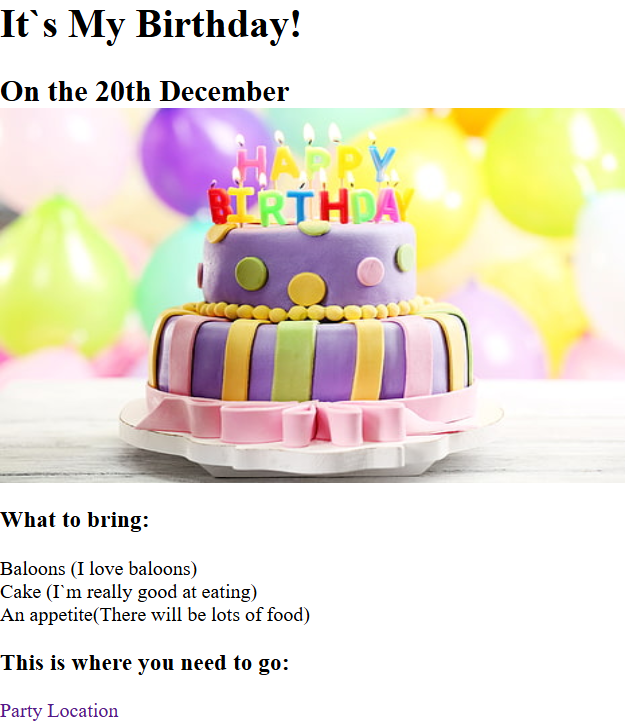 It`s My Birthday!
On the 20th December
HAPPY
BIRTHDAY
What to bring:
Baloons (I love baloons)
Cake (I`m really good at eating)
An appetite(There will be lots of food)
This is where you need to go:
Party Location